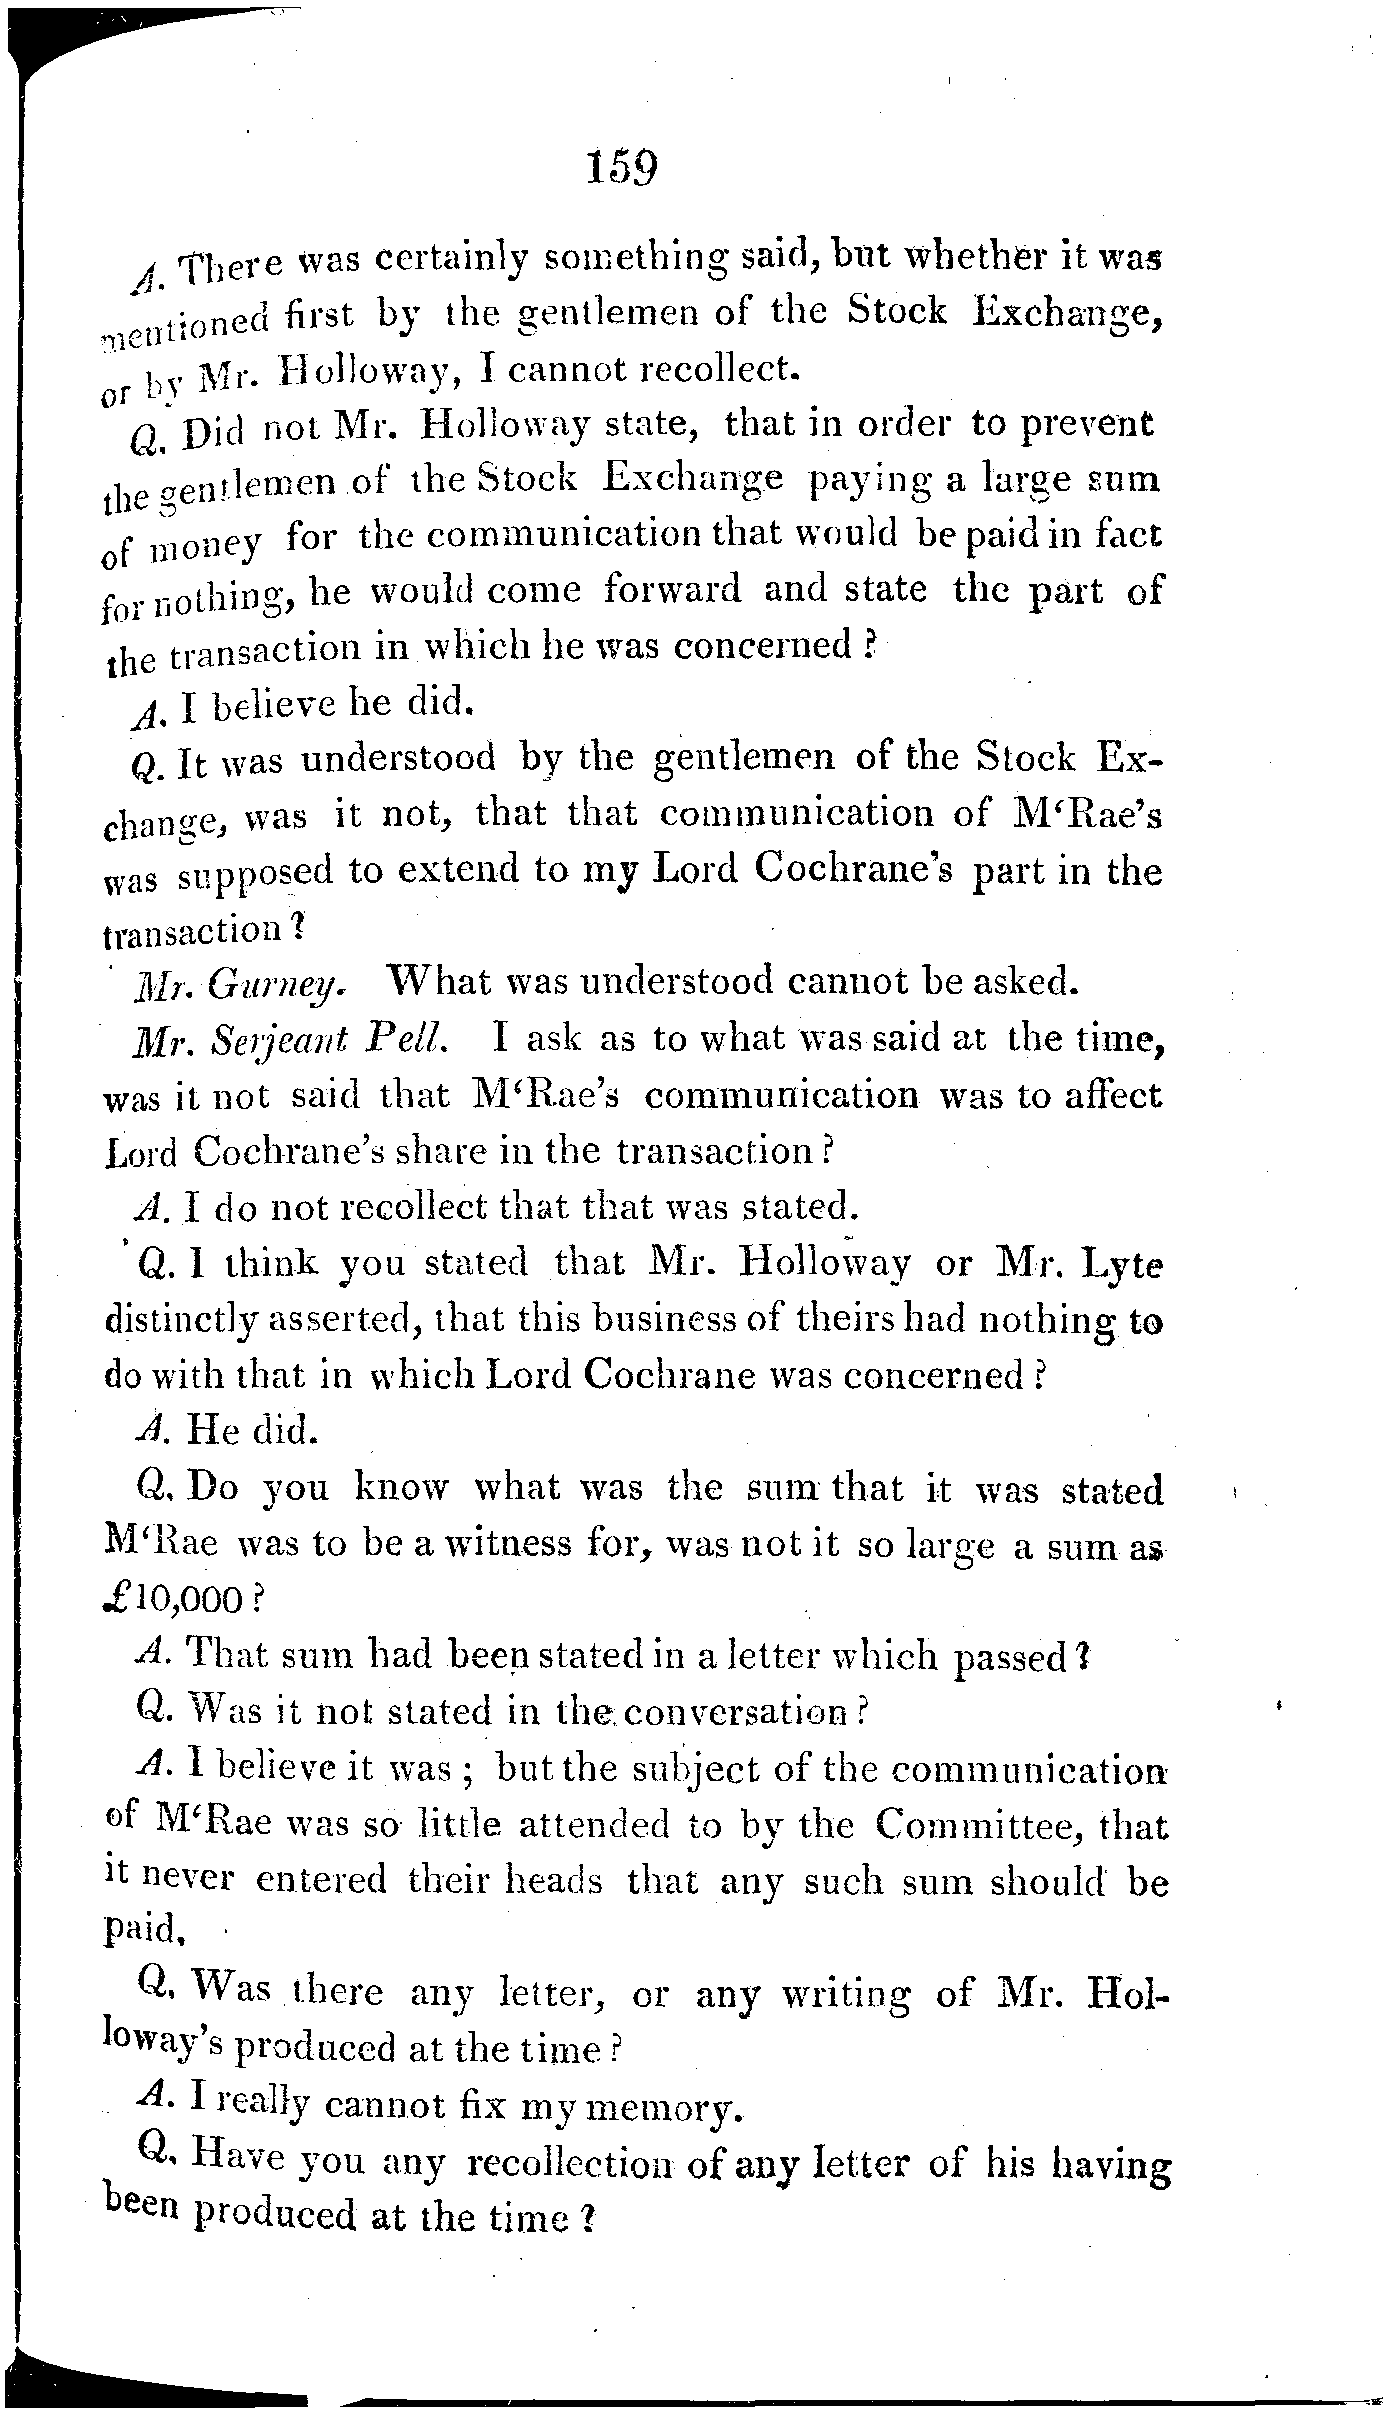 159
A. There was certainly something said, but whether it was
mentioned first by the gentlemen of the Stock Exchange,
or by Mr. Holloway, I cannot recollect.
Q. Did not Mr. Holloway state, that in order to prevent
the gentlemen of the Stock Exchange paying a large sum
of money for the communication that would be paid in fact
for nothing, he would come forward and state the part of
the transaction in which he was concerned?
A. I believe he did.
Q. It was understood by the gentlemen of the Stock Ex-
change, was it not, that that communication of M‘Rae's
was supposed to extend to my Lord Cochrane's part in the
transaction?
Mr. Gurney. What was understood cannot be asked.
Mr. Serjeant Pell. I ask as to what was said at the time,
was it not said that M‘Rae's communication was to affect
Lord Cochrane's share in the transaction?
A. I do not recollect that that was stated.
Q. I think you stated that Mr. Holloway or Mr. Lyte
distinctly asserted, that this business of theirs had nothing to
do with that in which Lord Cochrane was concerned?
A. He did.
Q. Do you know what was the sum that it was stated
M‘Rae was to be a witness for, was not it so large a sum as
£10,000?
A. That sum had been stated in a letter which passed?
Q. Was it not stated in the conversation?
A. I believe it was; but the subject of the communication
of M‘Rae was so little attended to by the Committee, that
it never entered their heads that any such sum should be
paid.
Q. Was there any letter, or any writing of Mr. Hol-
loway's produced at the time?
A. I really cannot fix my memory.
Q. Have you any recollection of any letter of his having
been produced at the time?